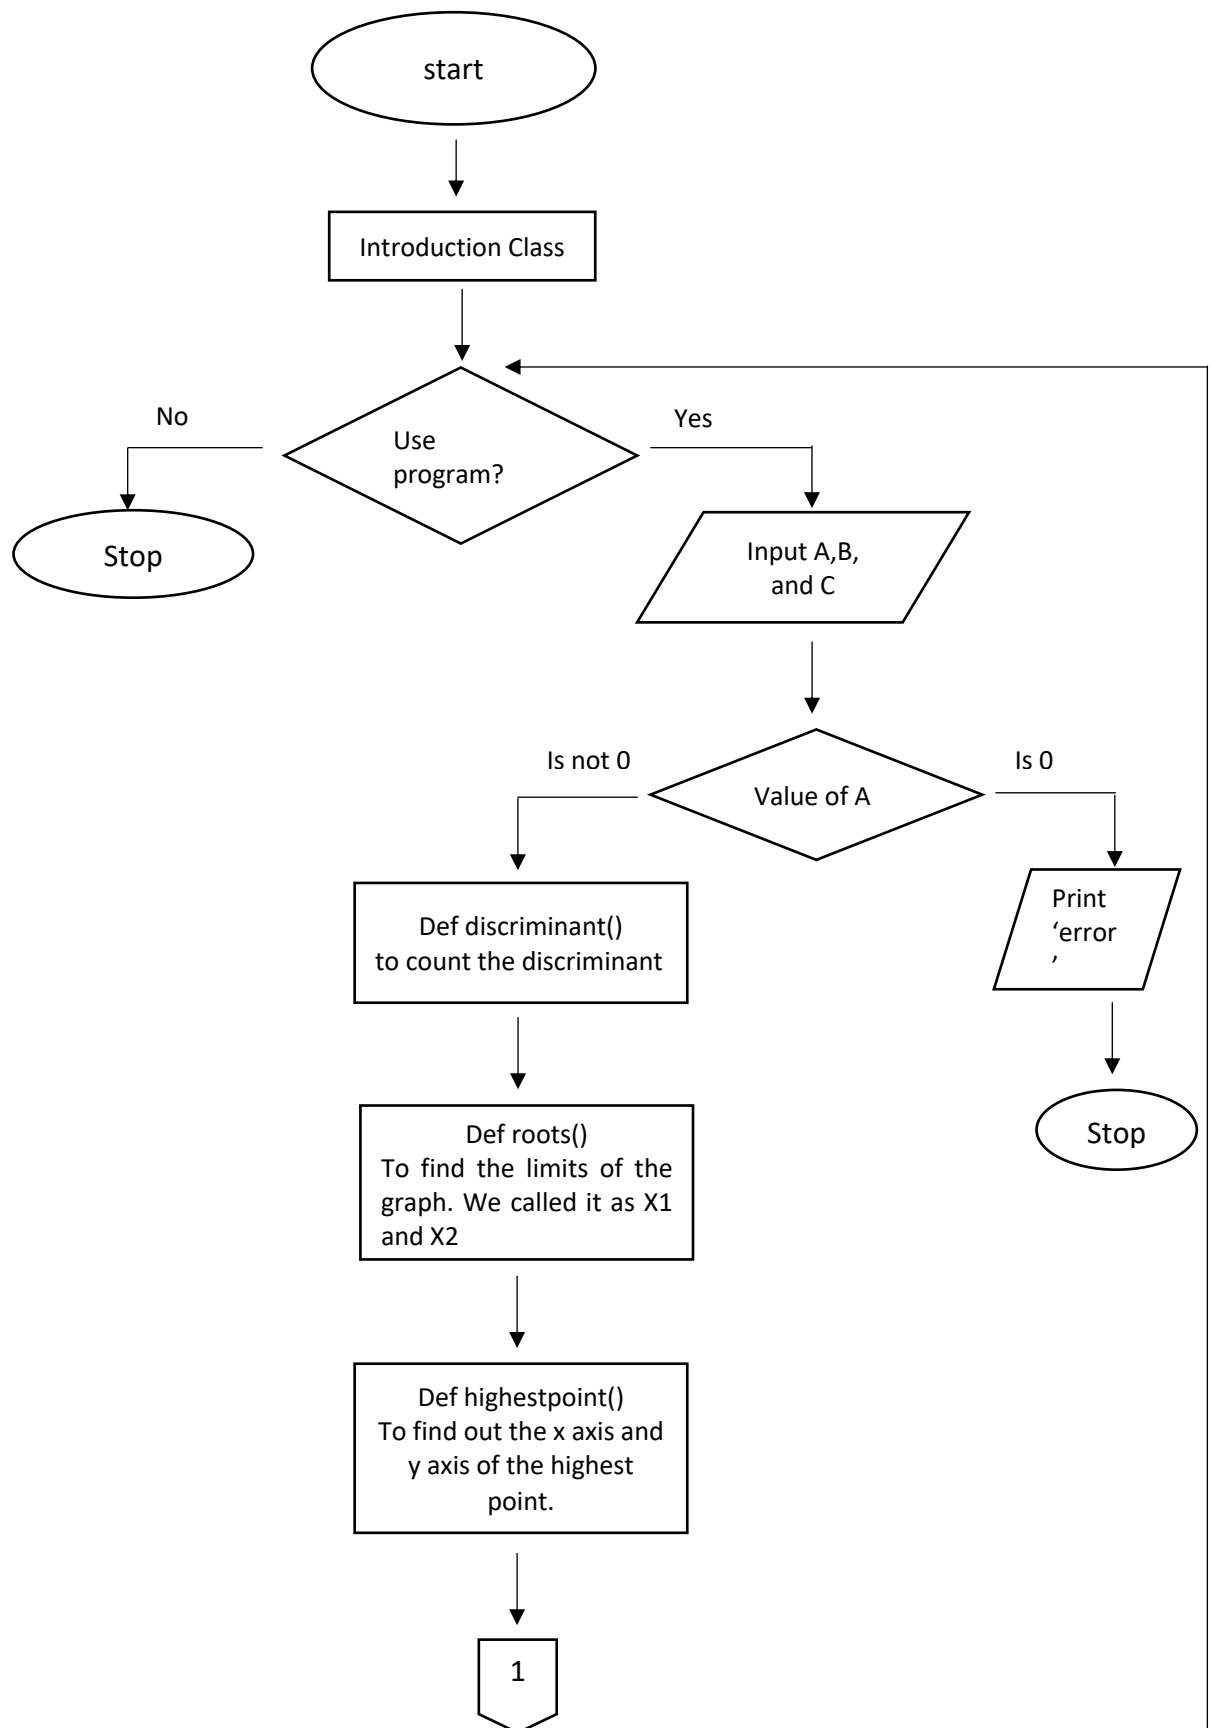 start
Introduction Class
No
Yes
Use
program?
Stop
Input A,B,
and C
Is not 0
Is 0
Value of A
Print
‘error
’
Def discriminant()
to count the discriminant
Def roots()
To find the limits of the
graph. We called it as X1
and X2
Stop
Def highestpoint()
To find out the x axis and
y axis of the highest
point.
1